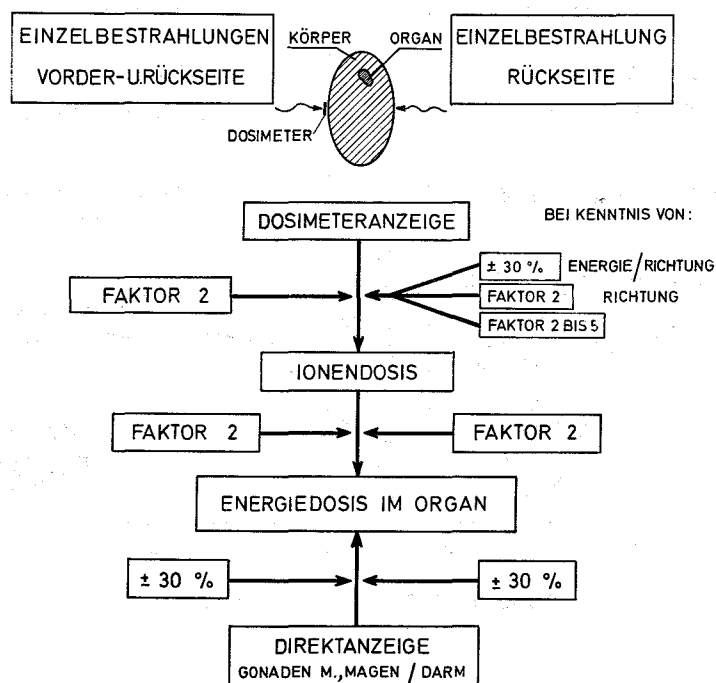 EINZELBESTRAHLUNGEN
VORDER-U.RÜCKSEITE
KÖRPER
ORGAN
EINZELBESTRAHLUNG
RÜCKSEITE
DOSIMETER
DOSIMETERANZEIGE
BEI KENNTNIS VON:
FAKTOR 2
± 30 % ENERGIE/RICHTUNG
FAKTOR 2 RICHTUNG
FAKTOR 2 BIS 5
IONENDOSIS
FAKTOR 2
FAKTOR 2
ENERGIEDOSIS IM ORGAN
± 30 %
± 30 %
DIREKTANZEIGE
GONADEN M.,MAGEN / DARM